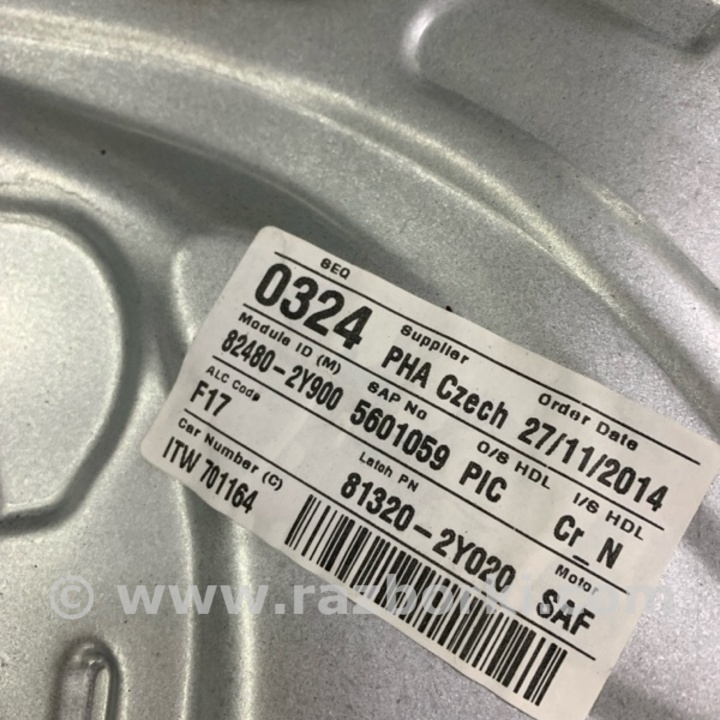 SEQ
0324
Supplier
PHA Czech
Order Date
27/11/2014
Module ID (M)
82480-2Y900
SAP No
5601059
O/S HDL
PIC
I/S HDL
Cr_N
ALC Code
F17
Latch PN
81320-2Y020
Motor
SAF
Car Number (C)
ITW 701164
© www.razborki.com